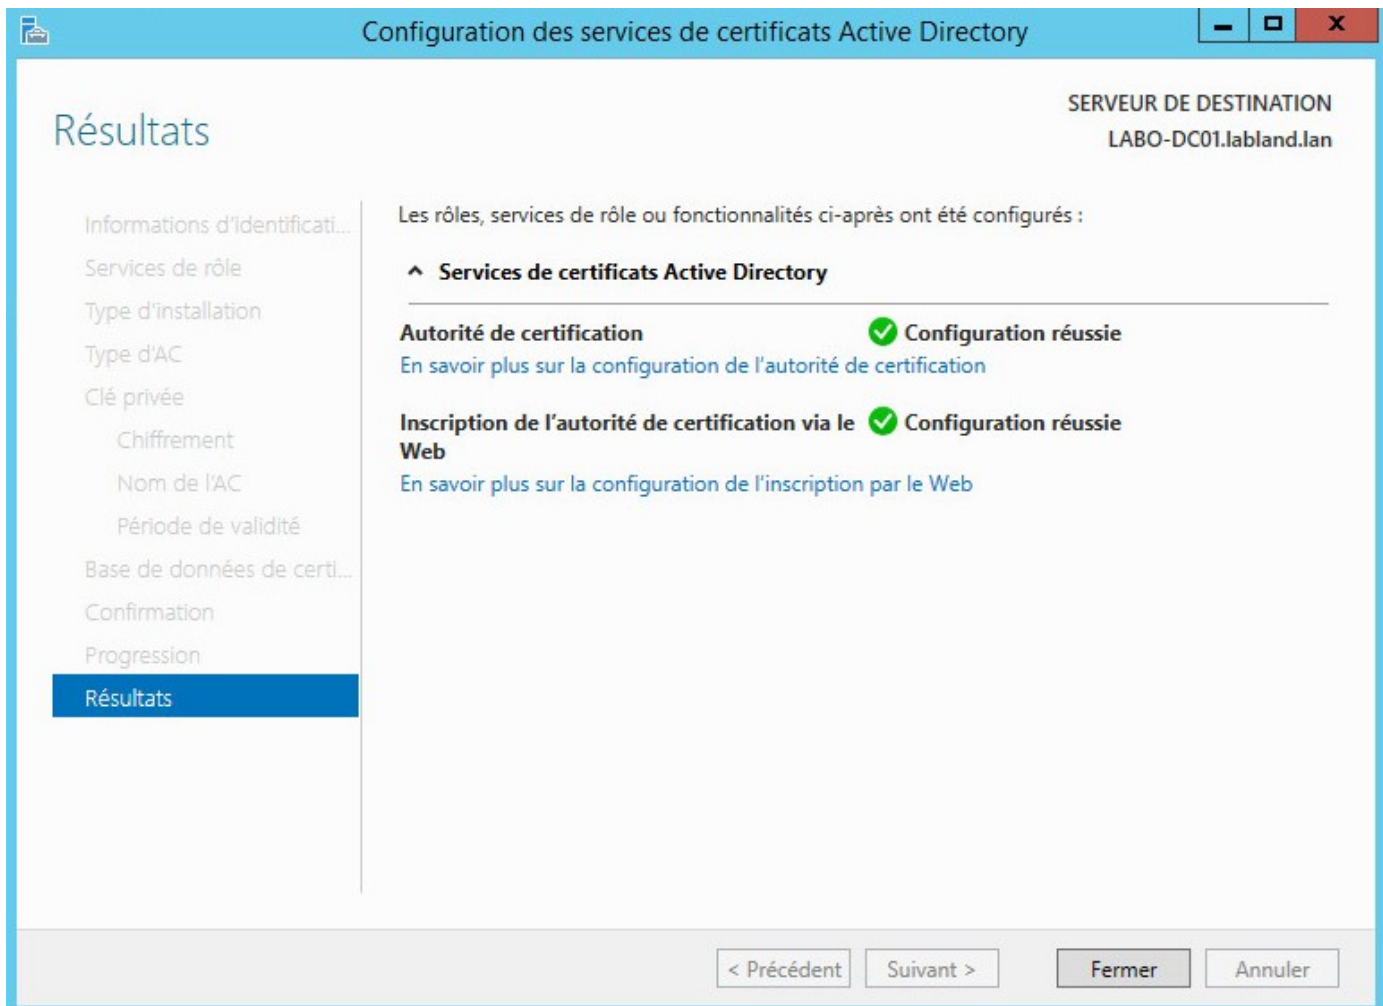 Configuration des services de certificats Active Directory
Résultats
SERVEUR DE DESTINATION
LABO-DC01.labland.lan
Informations d'identificati...
Services de rôle
Type d'installation
Type d'AC
Clé privée
Chiffrement
Nom de l'AC
Période de validité
Base de données de certi...
Confirmation
Progression
Résultats
Les rôles, services de rôle ou fonctionnalités ci-après ont été configurés :
Services de certificats Active Directory
Autorité de certification Configuration réussie
En savoir plus sur la configuration de l'autorité de certification
Inscription de l'autorité de certification via le Configuration réussie
Web
En savoir plus sur la configuration de l'inscription par le Web
< Précédent Suivant > Fermer Annuler